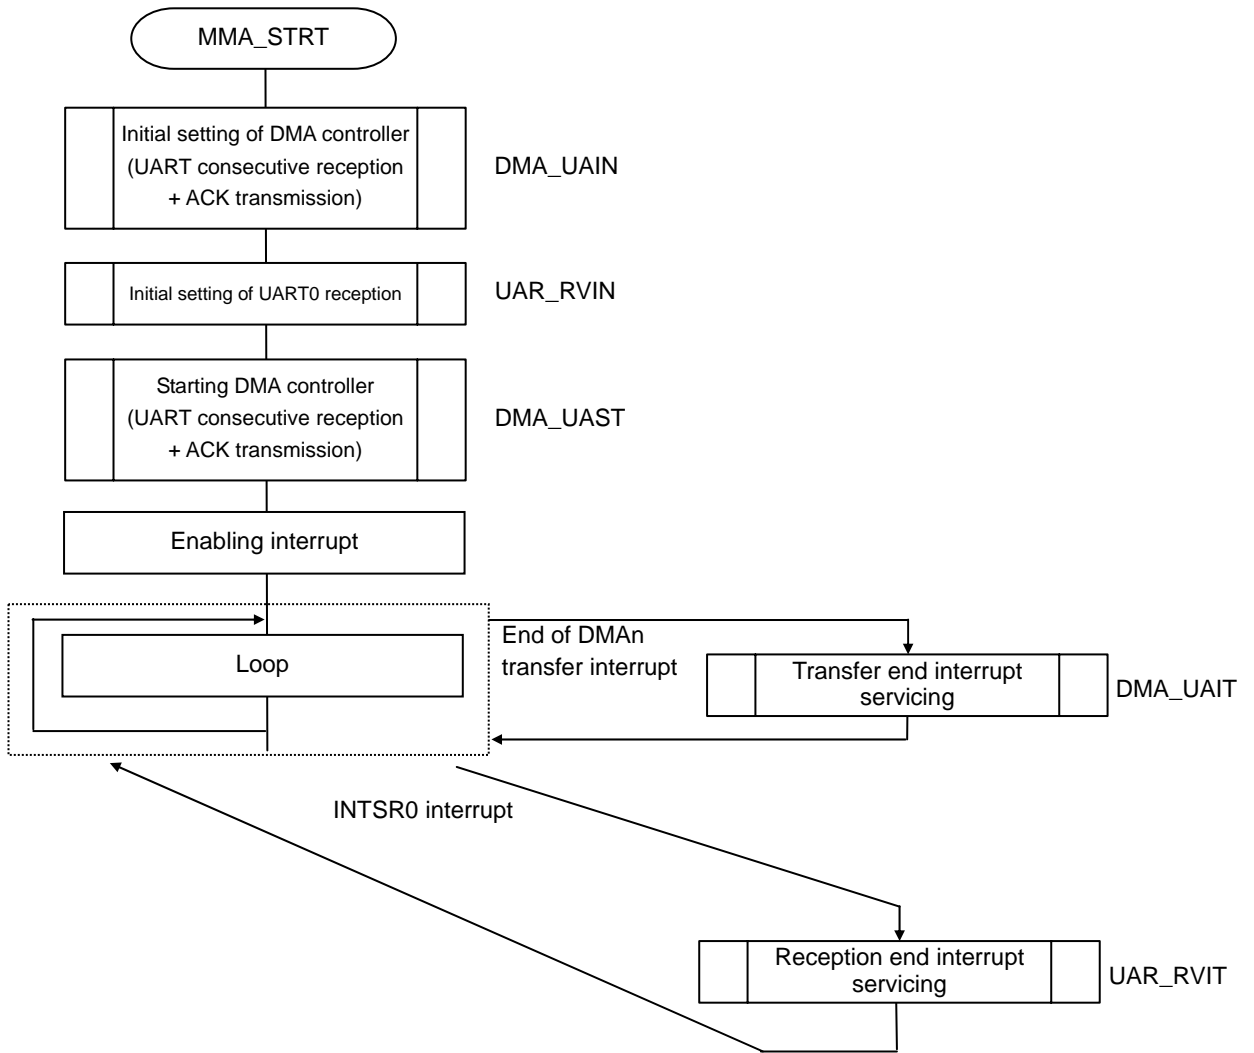 MMA_STRT
Initial setting of DMA controller
(UART consecutive reception
+ ACK transmission)
DMA_UAIN
Initial setting of UART0 reception
UAR_RVIN
Starting DMA controller
(UART consecutive reception
+ ACK transmission)
DMA_UAST
Enabling interrupt
Loop
End of DMAn
transfer interrupt
Transfer end interrupt
servicing
DMA_UAIT
INTSR0 interrupt
Reception end interrupt
servicing
UAR_RVIT